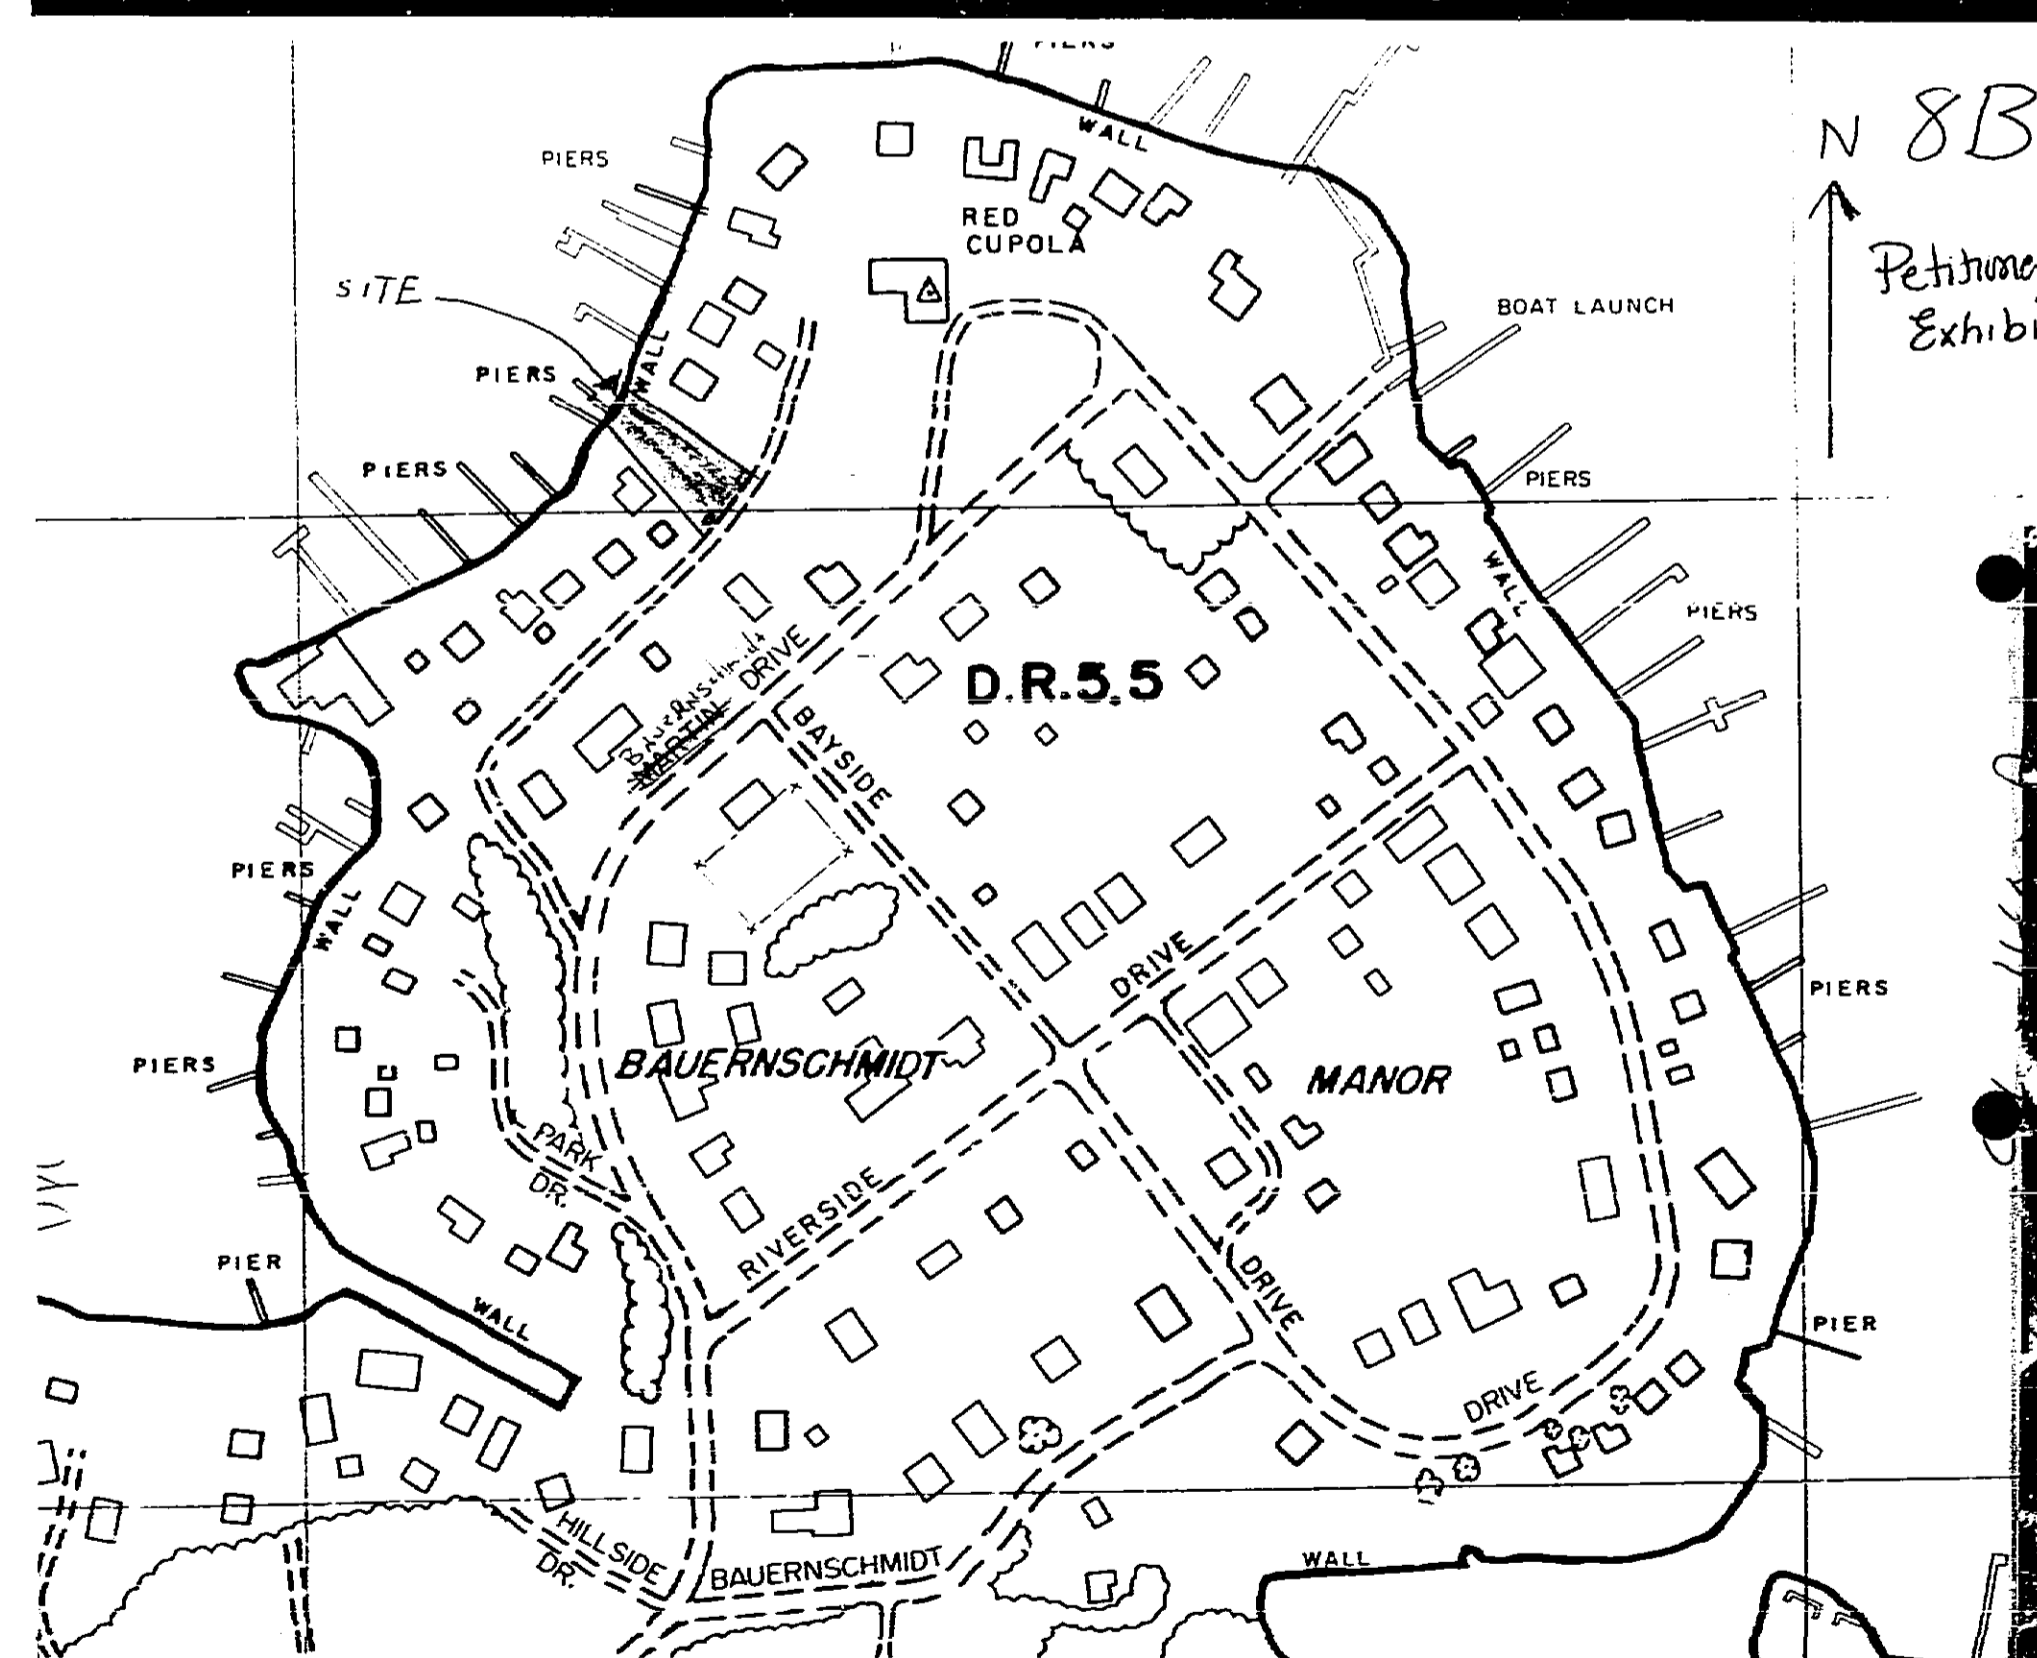 PIERS
N 8B
WALL
PIERS
RED
CUPOLA
SITE
BOAT LAUNCH
WALL
PIERS
PIERS
PIERS
WALL
PIERS
Bauernschmidt
MARTIN DRIVE
D.R.5.5
BAYSIDE
PIERS
WALL
DRIVE
PIERS
PIERS
BAUERNSCHMIDT
MANOR
PARK
DR.
RIVERSIDE
PIER
WALL
DRIVE
PIER
DRIVE
HILLSIDE
DR.
BAUERNSCHMIDT
WALL